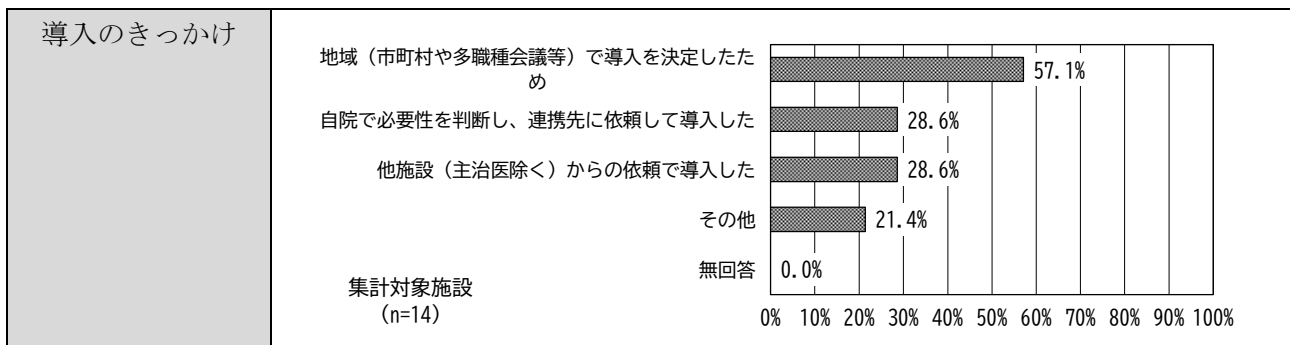 導入のきっかけ
地域（市町村や多職種会議等）で導入を決定したた
め
57.1%
自院で必要性を判断し、連携先に依頼して導入した
28.6%
他施設（主治医除く）からの依頼で導入した
28.6%
その他
21.4%
無回答
0.0%
集計対象施設
(n=14)
0% 10% 20% 30% 40% 50% 60% 70% 80% 90% 100%